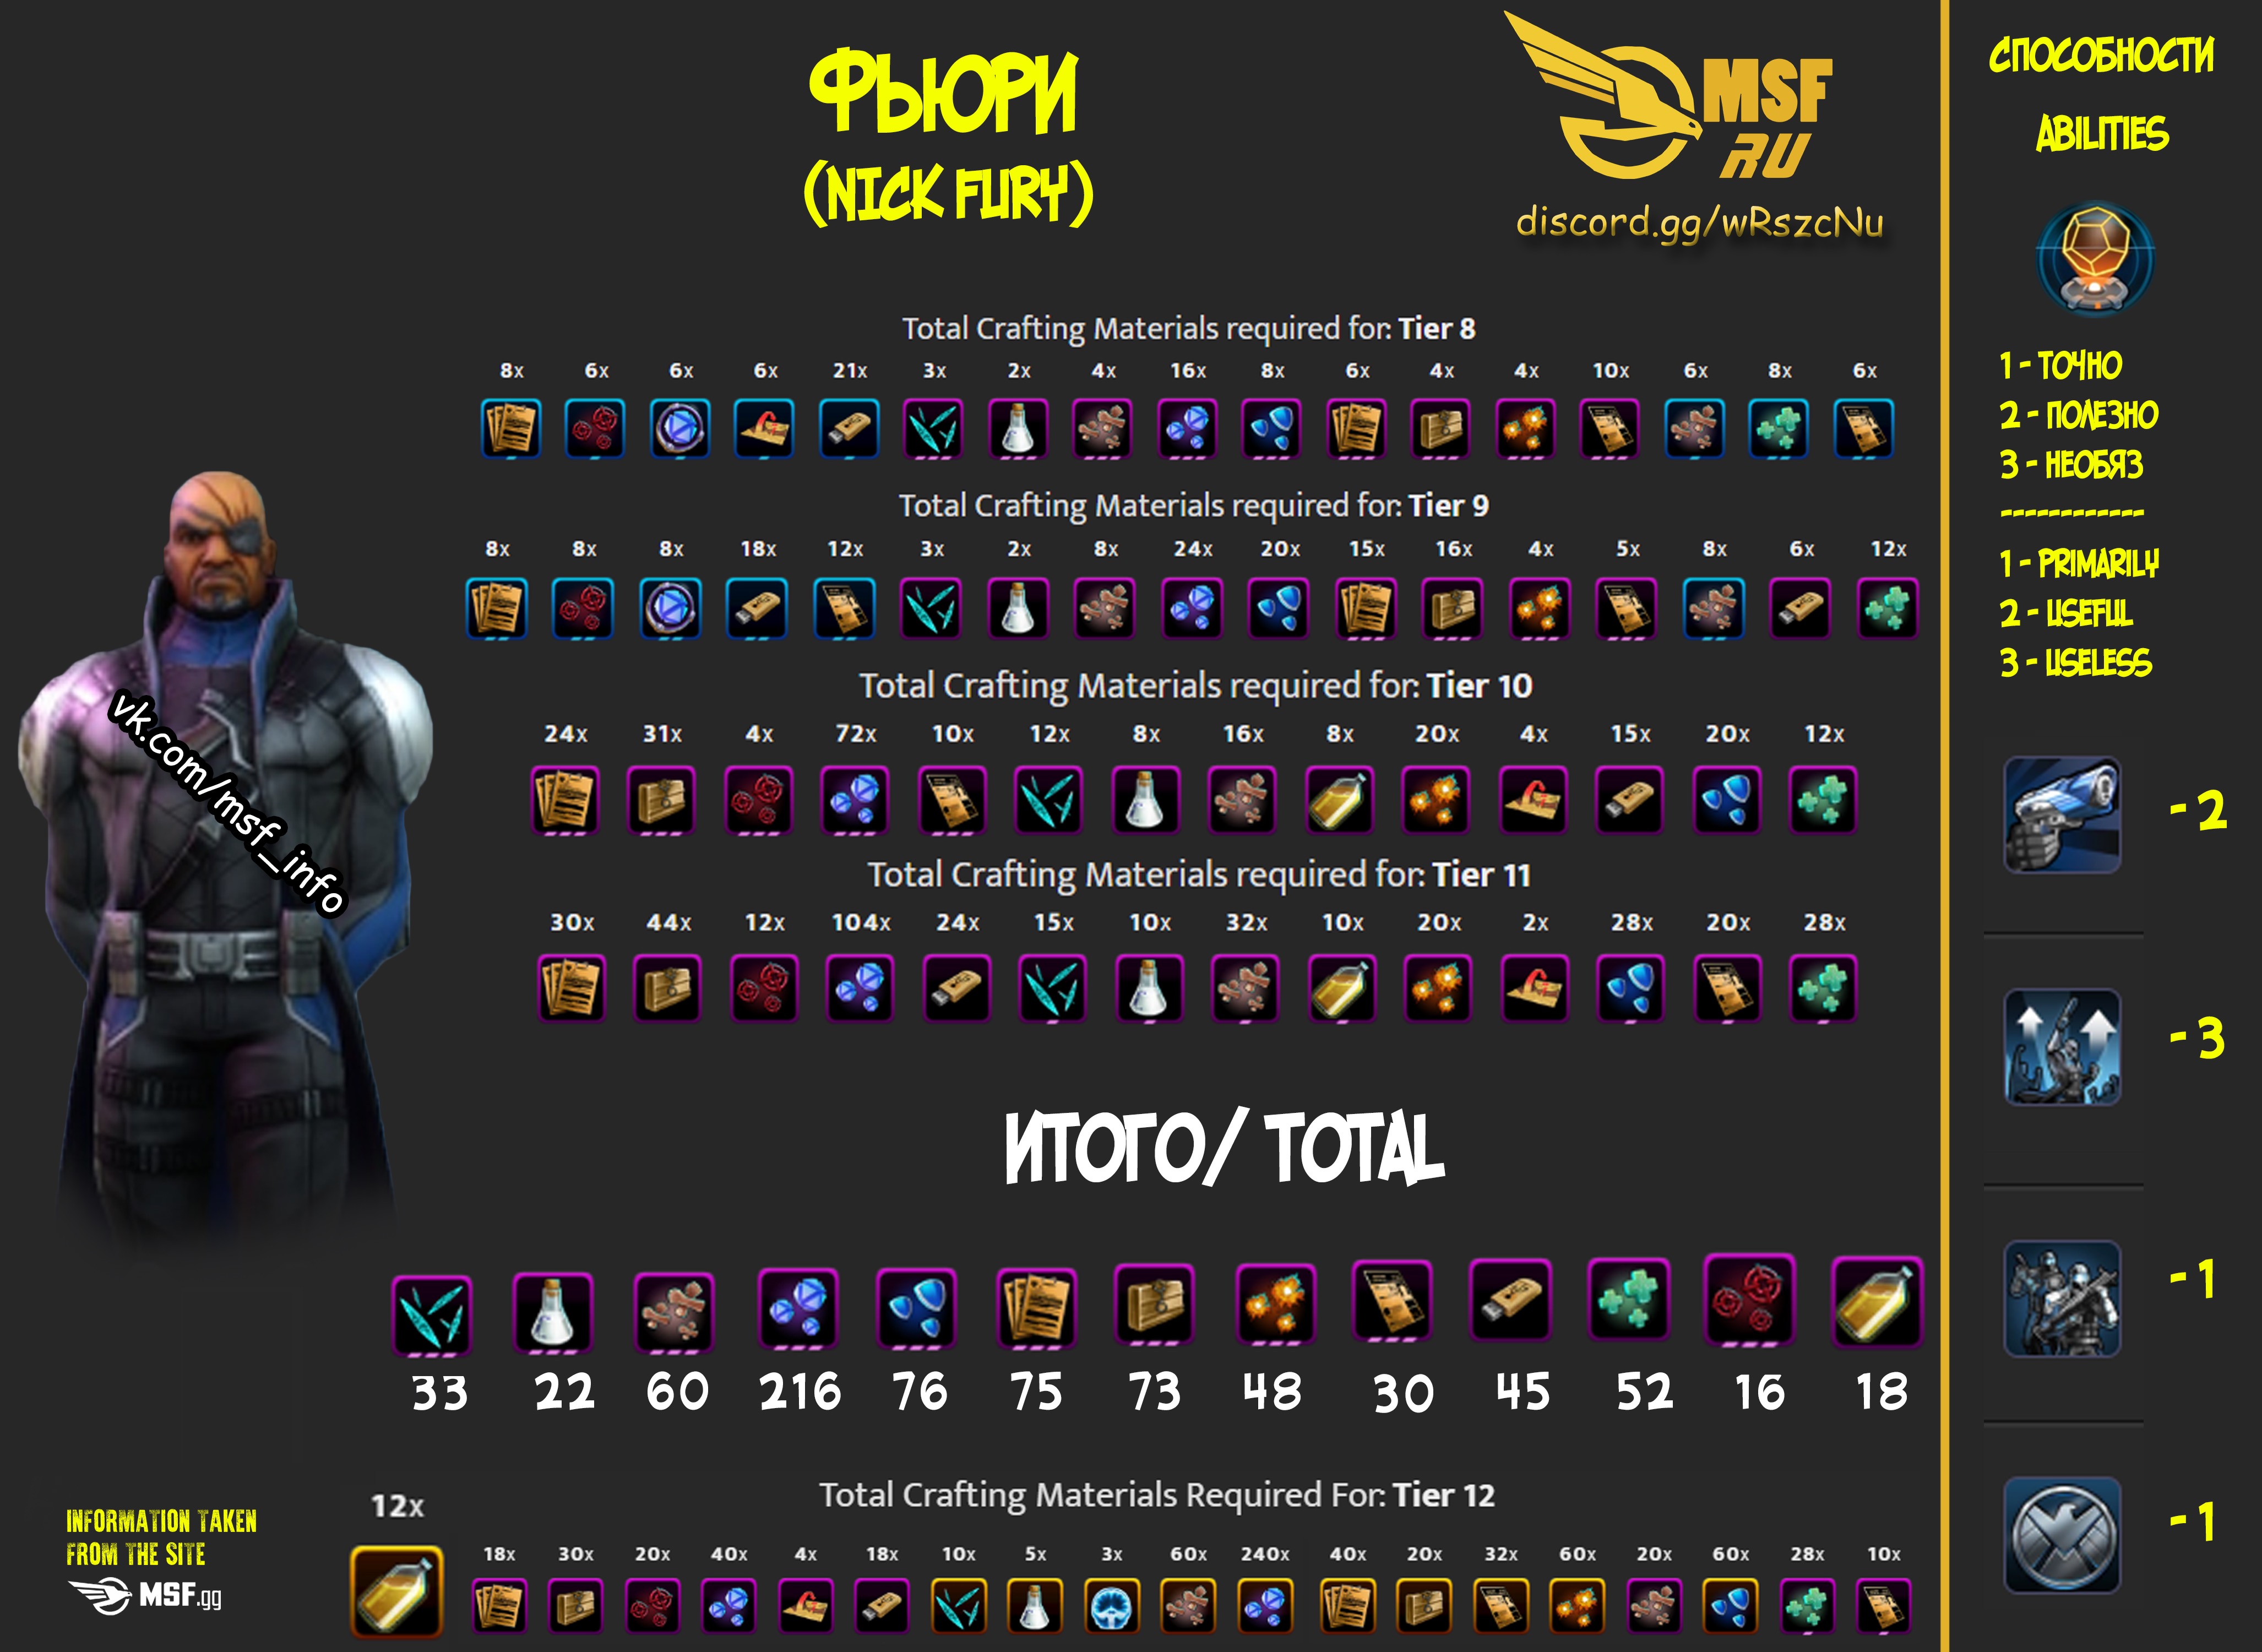 ФЬЮРИ
(NICK FURY)
MSF
RU
discord.gg/wRszcNu
Total Crafting Materials required for: Tier 8
8x 6x 6x 6x 21x 3x 2x 4x 16x 8x 6x 4x 4x 10x 6x 8x 6x
Total Crafting Materials required for: Tier 9
8x 8x 8x 18x 12x 3x 2x 8x 24x 20x 15x 16x 4x 5x 8x 6x 12x
Total Crafting Materials required for: Tier 10
24x 31x 4x 72x 10x 12x 8x 16x 8x 20x 4x 15x 20x 12x
Total Crafting Materials required for: Tier 11
30x 44x 12x 104x 24x 15x 10x 32x 10x 20x 2x 28x 20x 28x
vk.com/msf_info
ИТОГО/ TOTAL
33 22 60 216 76 75 73 48 30 45 52 16 18
Total Crafting Materials Required For: Tier 12
12x
18x 30x 20x 40x 4x 18x 10x 5x 3x 60x 240x 40x 20x 32x 60x 20x 60x 28x 10x
INFORMATION TAKEN
FROM THE SITE
MSF.gg
СПОСОБНОСТИ
ABILITIES
1 - ТОЧНО
2 - ПОЛЕЗНО
3 - НЕОБЯЗ
------------
1 - PRIMARILY
2 - USEFUL
3 - USELESS
- 2
- 3
- 1
- 1